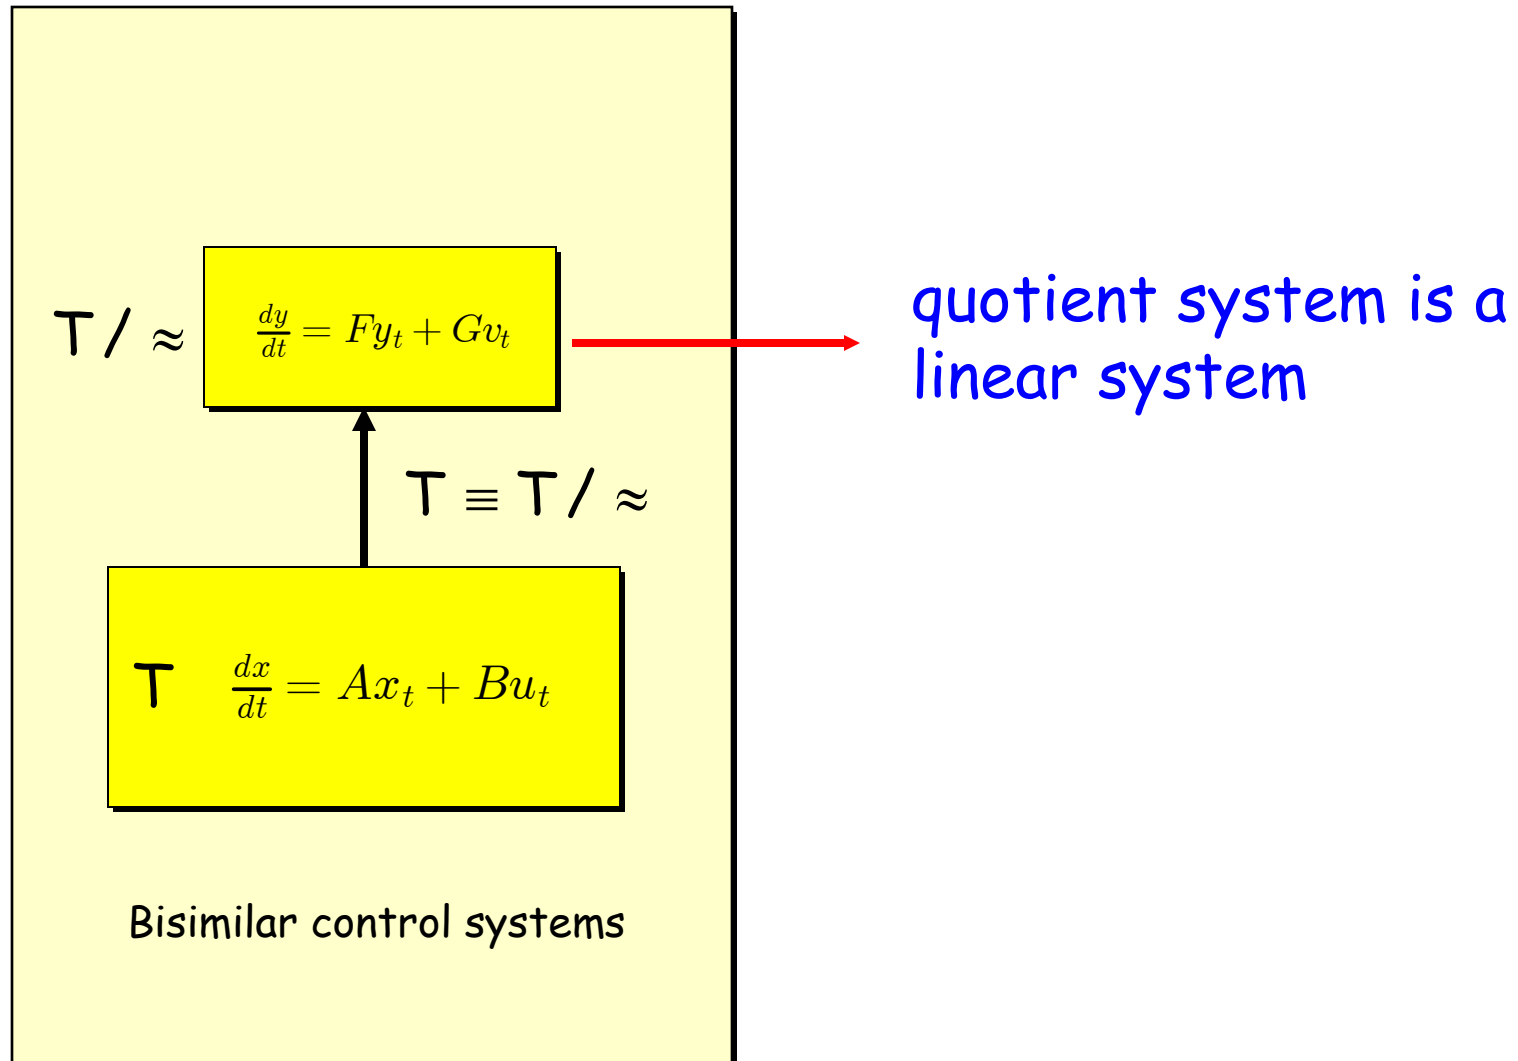 T/ ≈ dy/dt = Fy_t + Gv_t
quotient system is a
linear system
T ≡ T/ ≈
T dx/dt = Ax_t + Bu_t
Bisimilar control systems